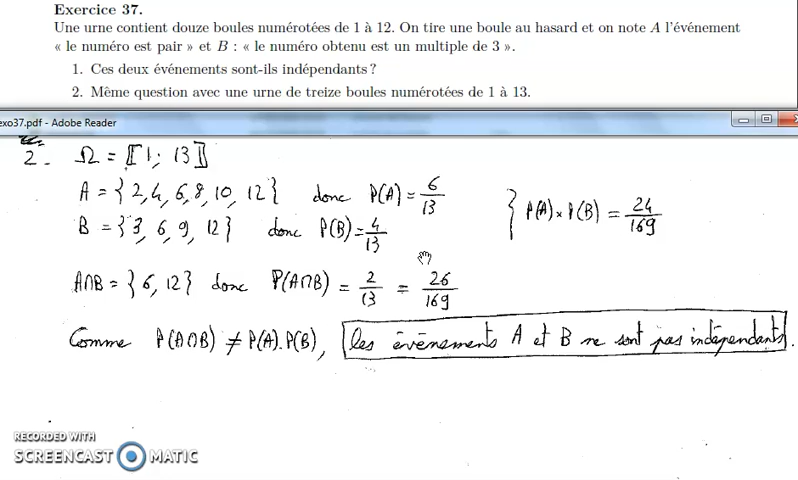 Exercice 37.
Une urne contient douze boules numérotées de 1 à 12. On tire une boule au hasard et on note A l'événement
« le numéro est pair » et B : « le numéro obtenu est un multiple de 3 ».
1. Ces deux événements sont-ils indépendants ?
2. Même question avec une urne de treize boules numérotées de 1 à 13.
exo37.pdf - Adobe Reader
2. Ω = ⟦1; 13⟧
A = {2,4, 6,8, 10, 12} donc P(A) = 6/13
B = {3, 6, 9, 12} donc P(B) = 4/13
} P(A) × P(B) = 24/169
A∩B = {6, 12} donc P(A∩B) = 2/13 = 26/169
Comme P(A∩B) ≠ P(A).P(B), les évènements A et B ne sont pas indépendants.
RECORDED WITH
SCREENCAST MATIC